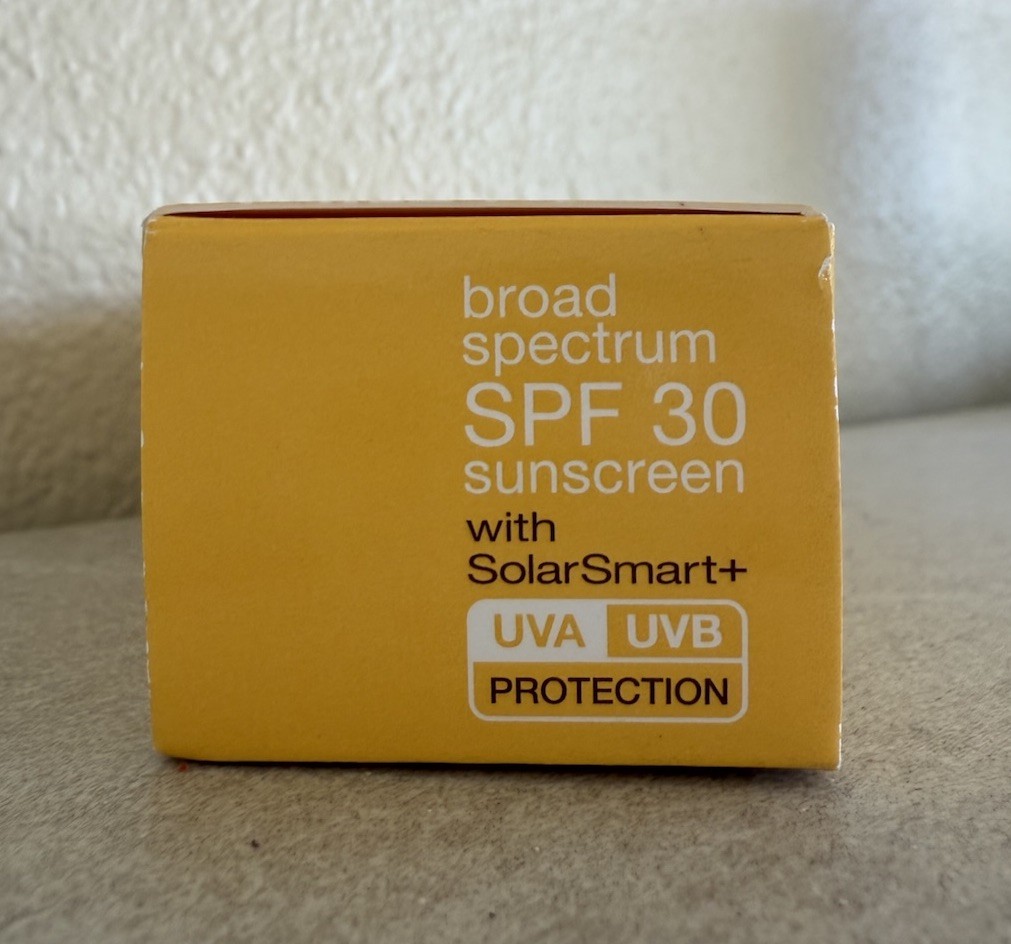 broad
spectrum
SPF 30
sunscreen
with
SolarSmart+
UVA UVB
PROTECTION